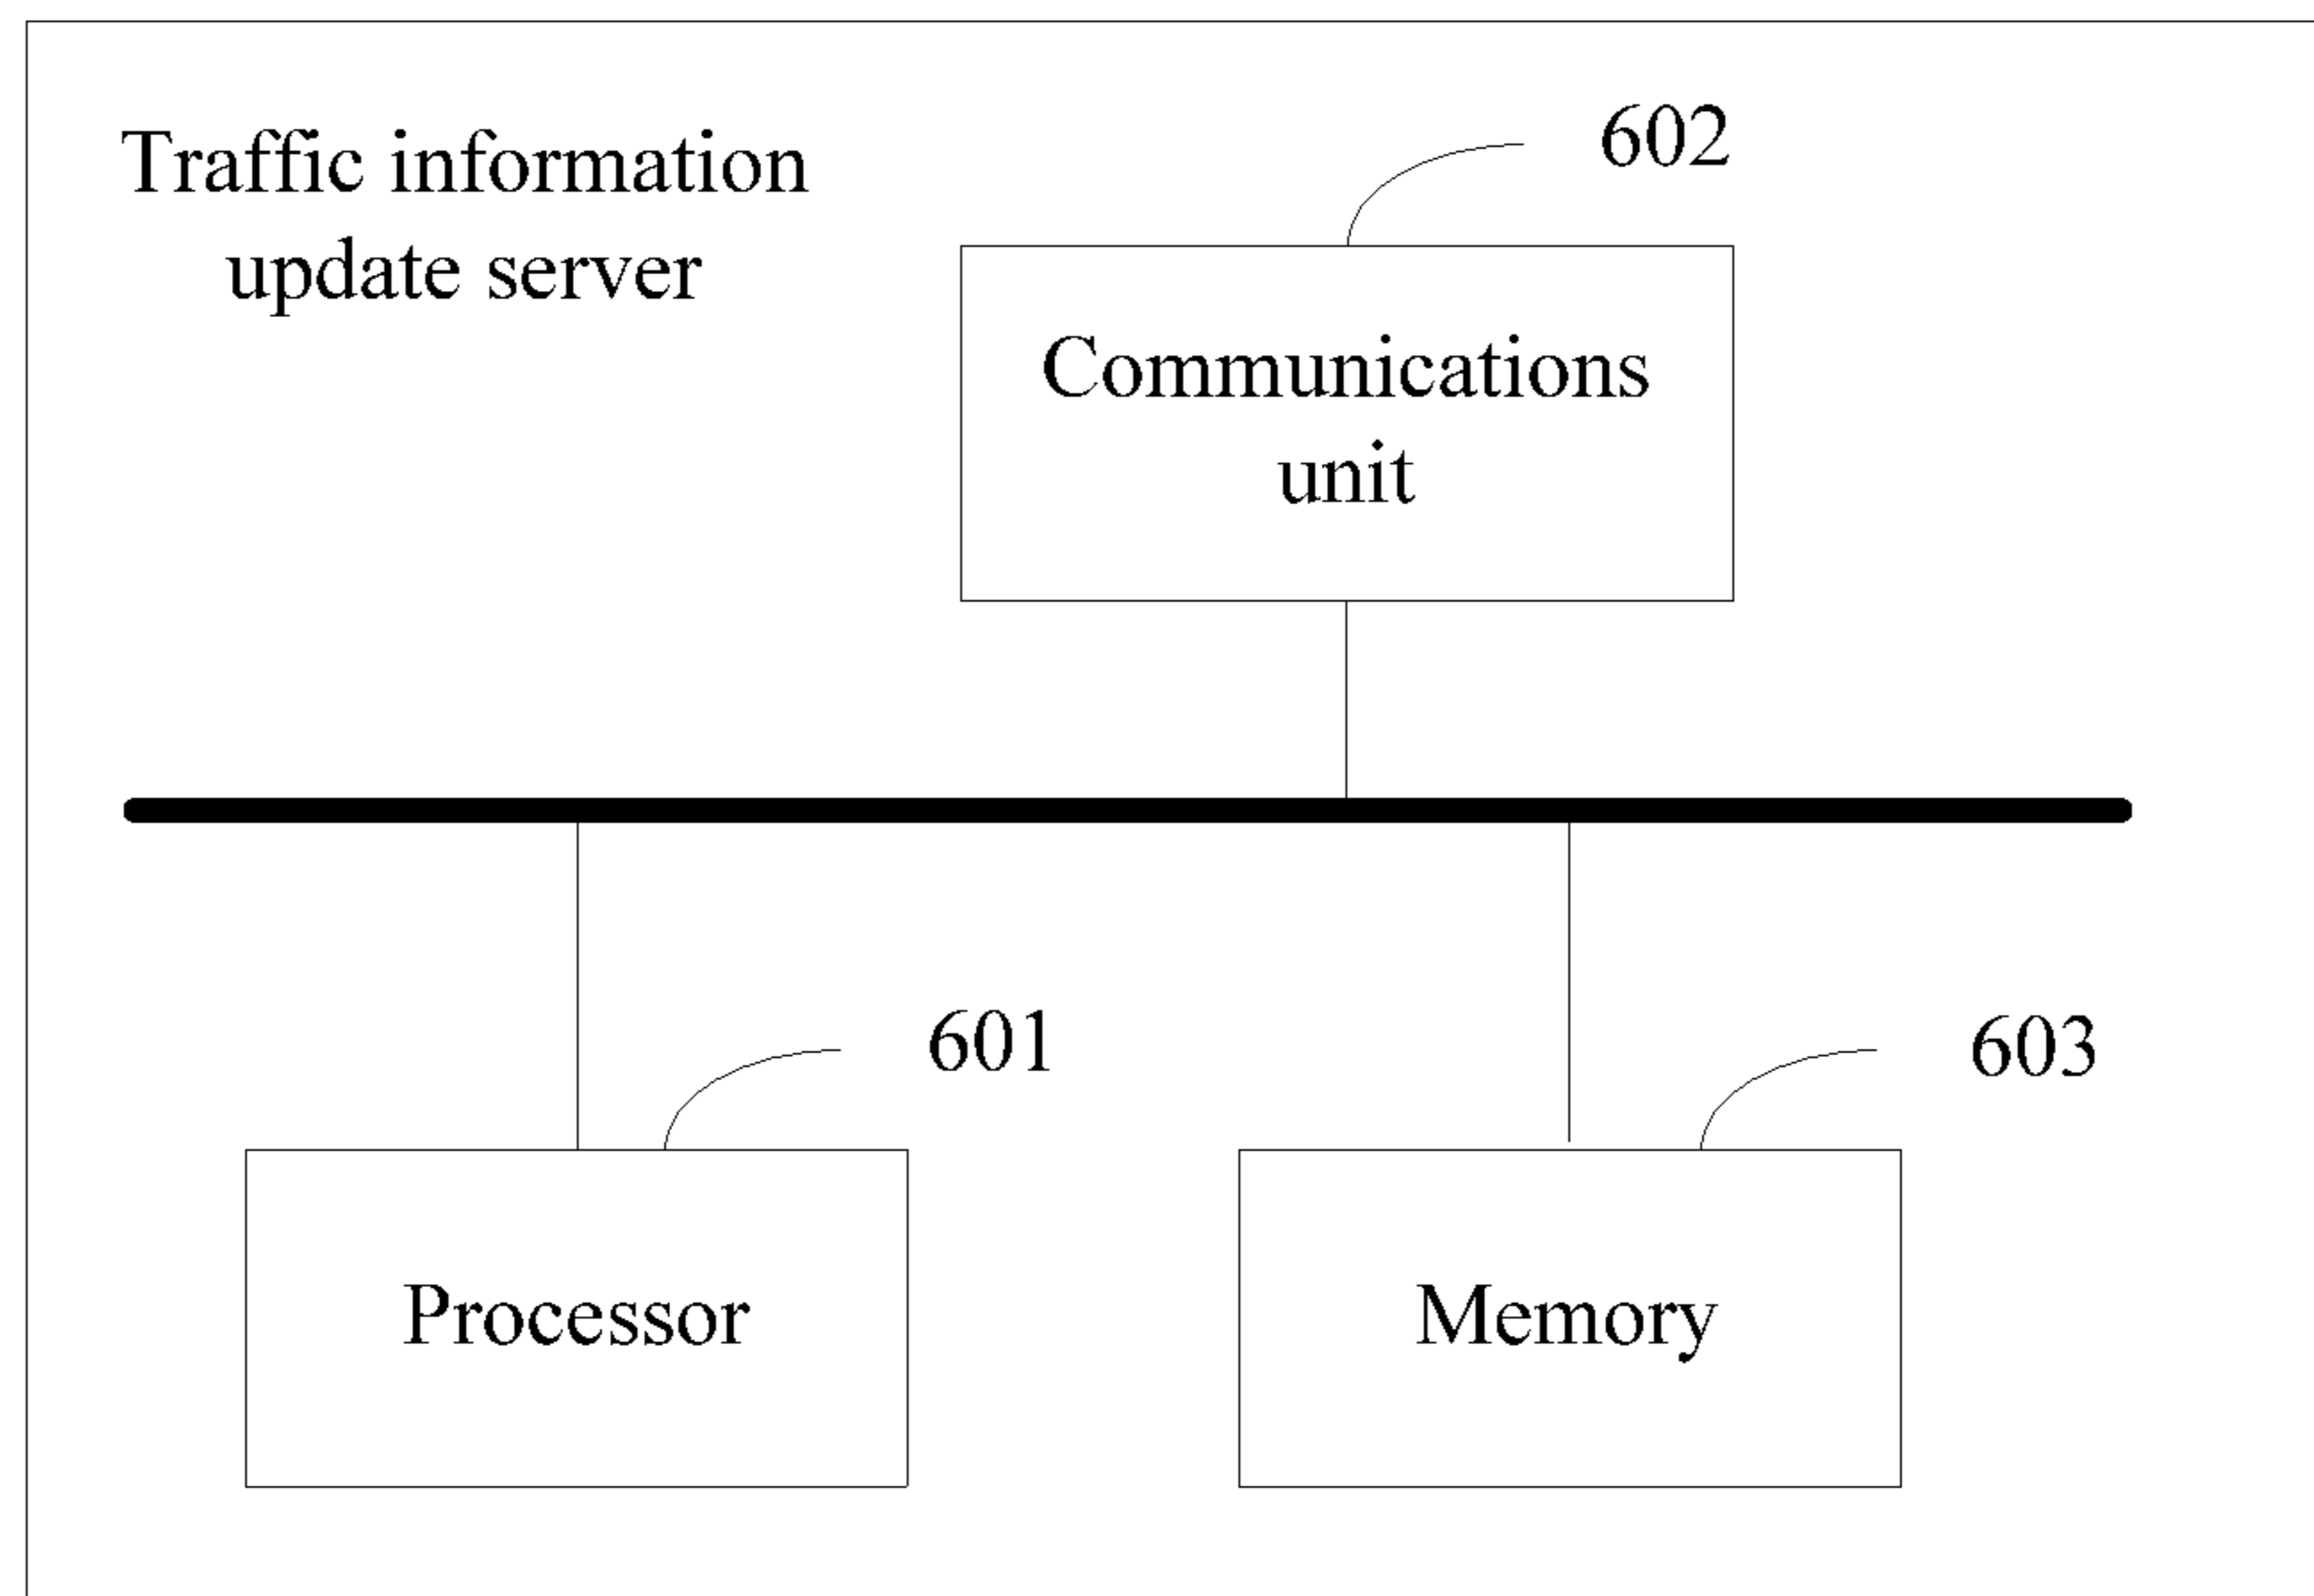 Traffic information
update server
602
Communications
unit
601
603
Processor
Memory